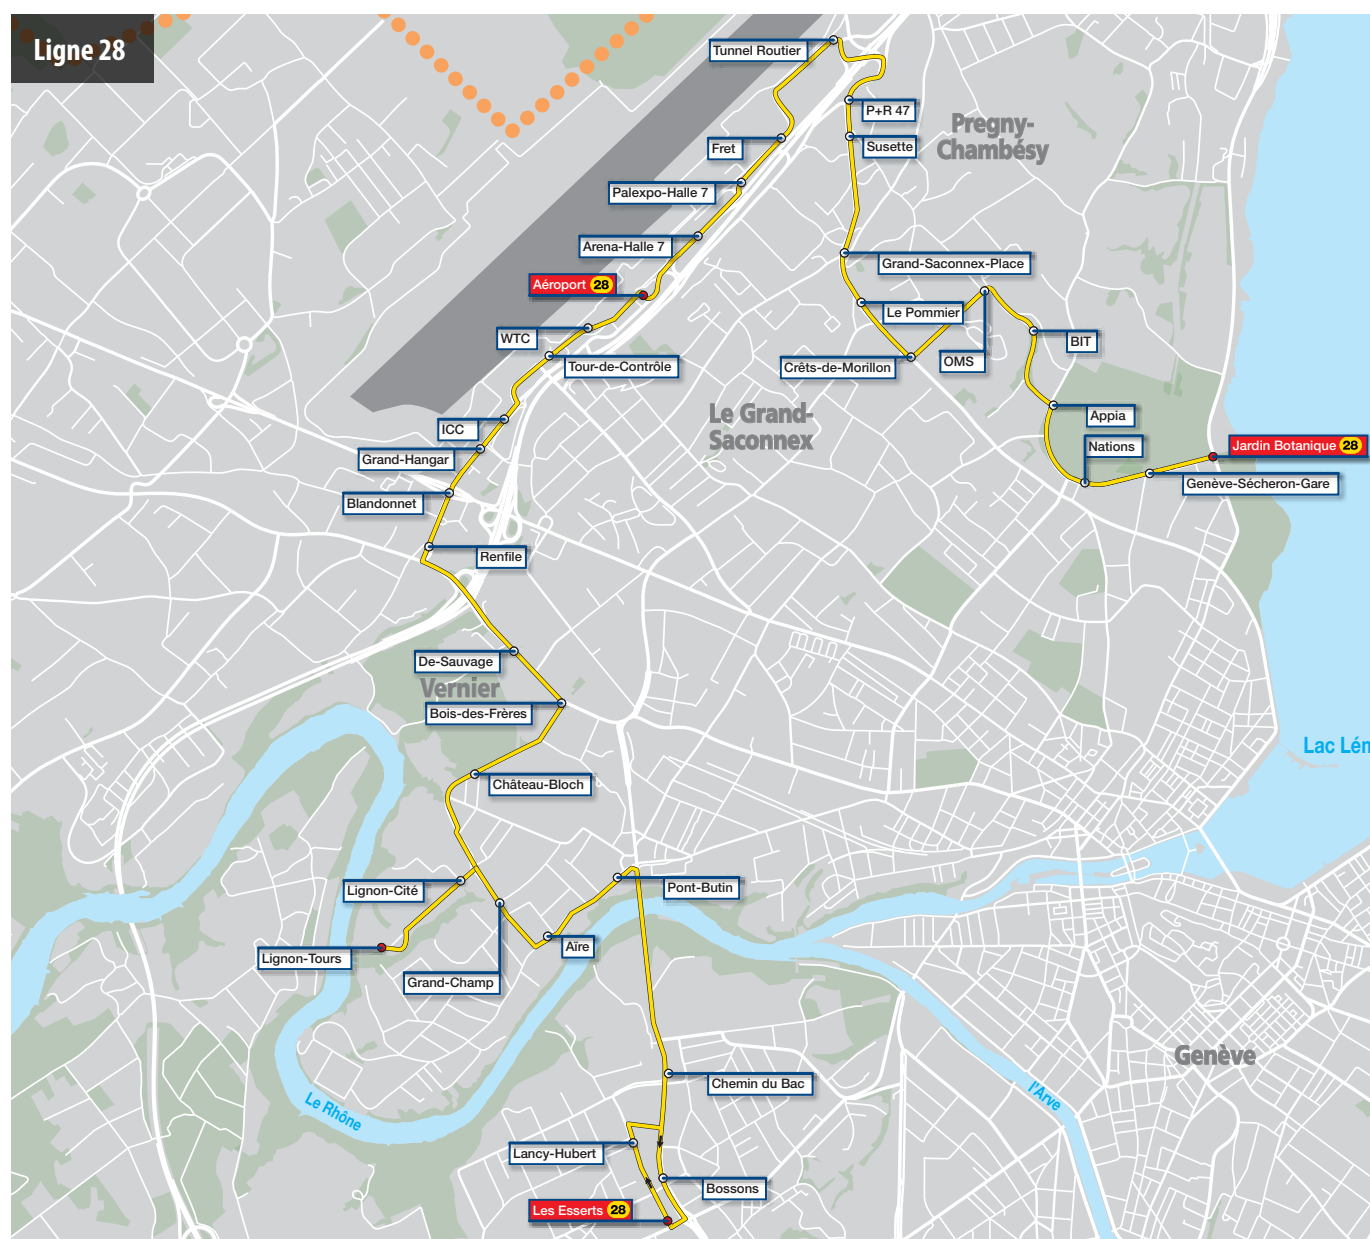 Ligne 28
Tunnel Routier
P+R 47
Pregny-
Chambésy
Fret
Susette
Palexpo-Halle 7
Arena-Halle 7
Grand-Saconnex-Place
Aéroport 28
Le Pommier
WTC
BIT
Tour-de-Contrôle
Crêts-de-Morillon
OMS
Le Grand-
Saconnex
Appia
ICC
Nations
Jardin Botanique 28
Grand-Hangar
Genève-Sécheron-Gare
Blandonnet
Renfile
De-Sauvage
Vernier
Bois-des-Frères
Lac Lém
Château-Bloch
Lignon-Cité
Pont-Butin
Aïre
Lignon-Tours
Grand-Champ
Genève
Chemin du Bac
l'Arve
Le Rhône
Lancy-Hubert
Bossons
Les Esserts 28